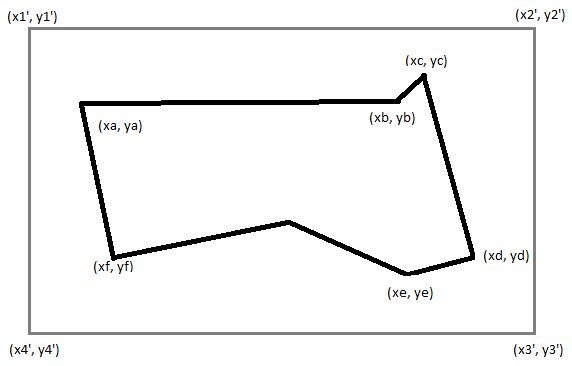 (x1', y1')
(x2', y2')
(xc, yc)
(xa, ya)
(xb, yb)
(xd, yd)
(xf, yf)
(xe, ye)
(x4', y4')
(x3', y3')